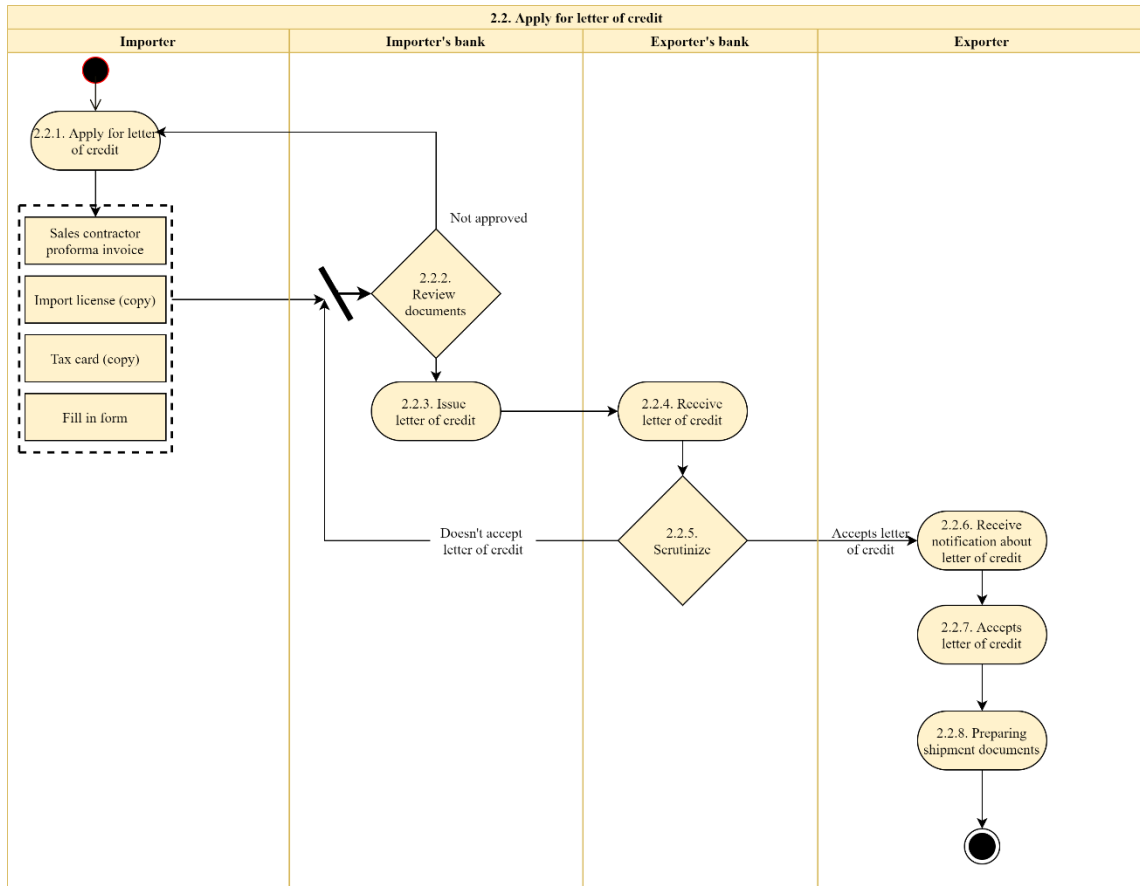 2.2. Apply for letter of credit
Importer
Importer's bank
Exporter's bank
Exporter
2.2.1. Apply for letter
of credit
Sales contractor
proforma invoice
Import license (copy)
Tax card (copy)
Fill in form
Not approved
2.2.2.
Review
documents
2.2.3. Issue
letter of credit
2.2.4. Receive
letter of credit
Doesn't accept
letter of credit
2.2.5.
Scrutinize
Accepts letter
of credit
2.2.6. Receive
notification about
letter of credit
2.2.7. Accepts
letter of credit
2.2.8. Preparing
shipment documents